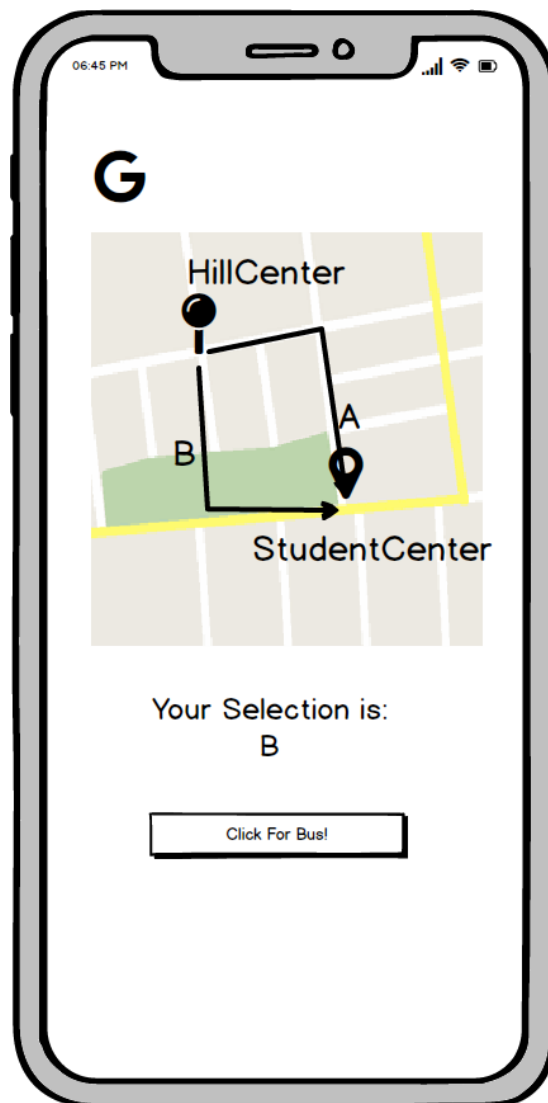 06:45 PM
G
HillCenter
A
B
StudentCenter
Your Selection is:
B
Click For Bus!